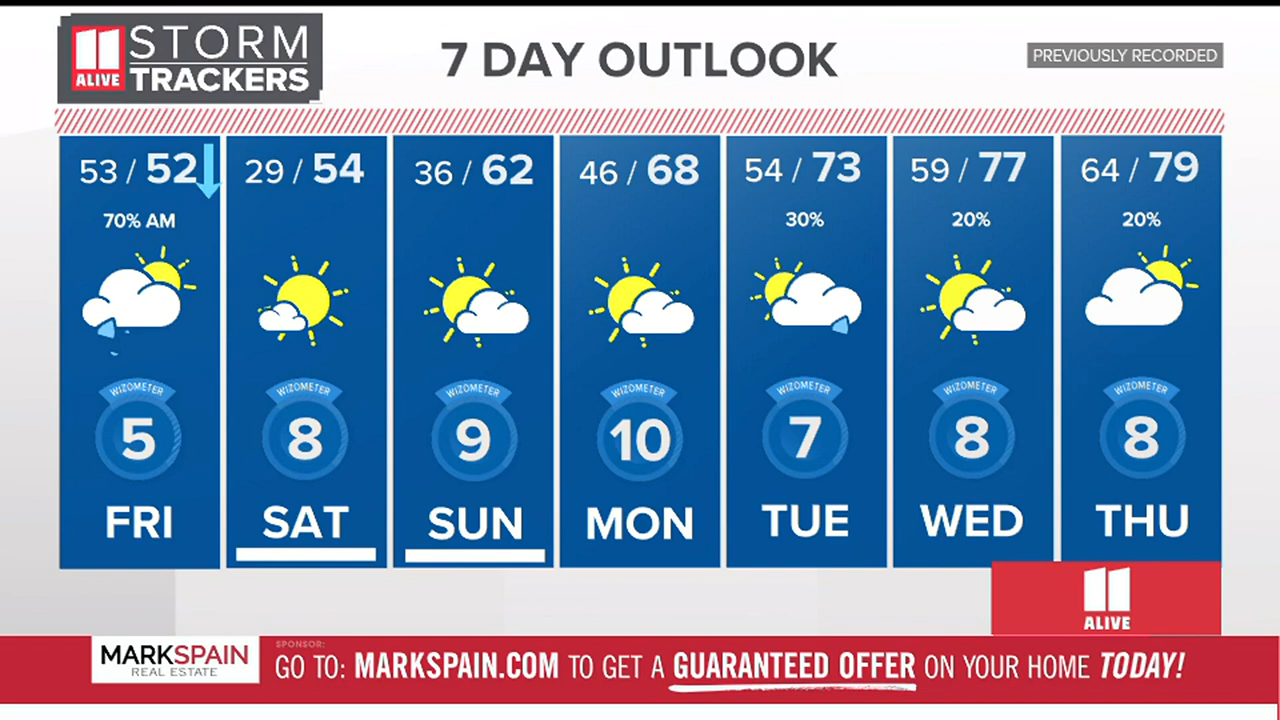 11 ALIVE
STORM
TRACKERS
7 DAY OUTLOOK
PREVIOUSLY RECORDED
53 / 52
29 / 54
36 / 62
46 / 68
54 / 73
59 / 77
64 / 79
70% AM
30%
20%
20%
WIZOMETER
WIZOMETER
WIZOMETER
WIZOMETER
WIZOMETER
WIZOMETER
WIZOMETER
5
8
9
10
7
8
8
FRI
SAT
SUN
MON
TUE
WED
THU
11
ALIVE
MARKSPAIN
REAL ESTATE
SPONSOR:
GO TO: MARKSPAIN.COM TO GET A GUARANTEED OFFER ON YOUR HOME TODAY!